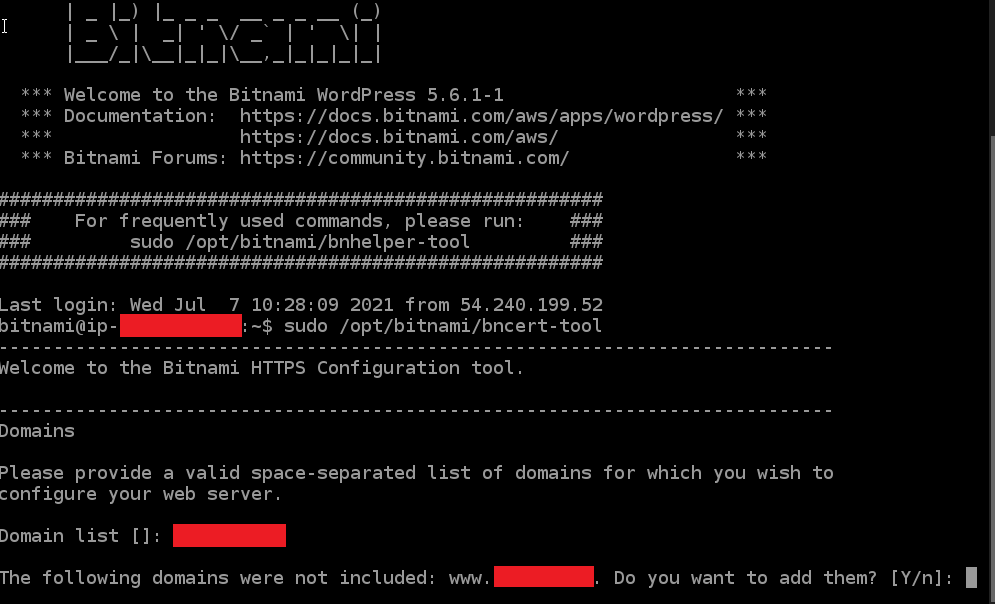 *** Welcome to the Bitnami WordPress 5.6.1-1 ***
*** Documentation: https://docs.bitnami.com/aws/apps/wordpress/ ***
*** https://docs.bitnami.com/aws/ ***
*** Bitnami Forums: https://community.bitnami.com/ ***
#######################################################
### For frequently used commands, please run: ###
### sudo /opt/bitnami/bnhelper-tool ###
#######################################################
Last login: Wed Jul 7 10:28:09 2021 from 54.240.199.52
bitnami@ip- :~$ sudo /opt/bitnami/bncert-tool
----------------------------------------------------------------------------
Welcome to the Bitnami HTTPS Configuration tool.
----------------------------------------------------------------------------
Domains
Please provide a valid space-separated list of domains for which you wish to
configure your web server.
Domain list []:
The following domains were not included: www. . Do you want to add them? [Y/n]: